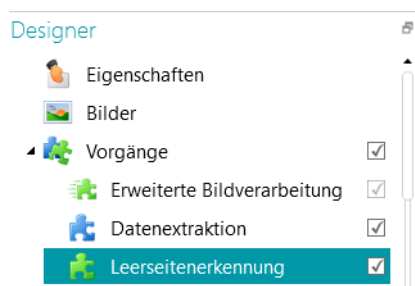 Designer
Eigenschaften
Bilder
Vorgänge
Erweiterte Bildverarbeitung
Datenextraktion
Leerseitenerkennung